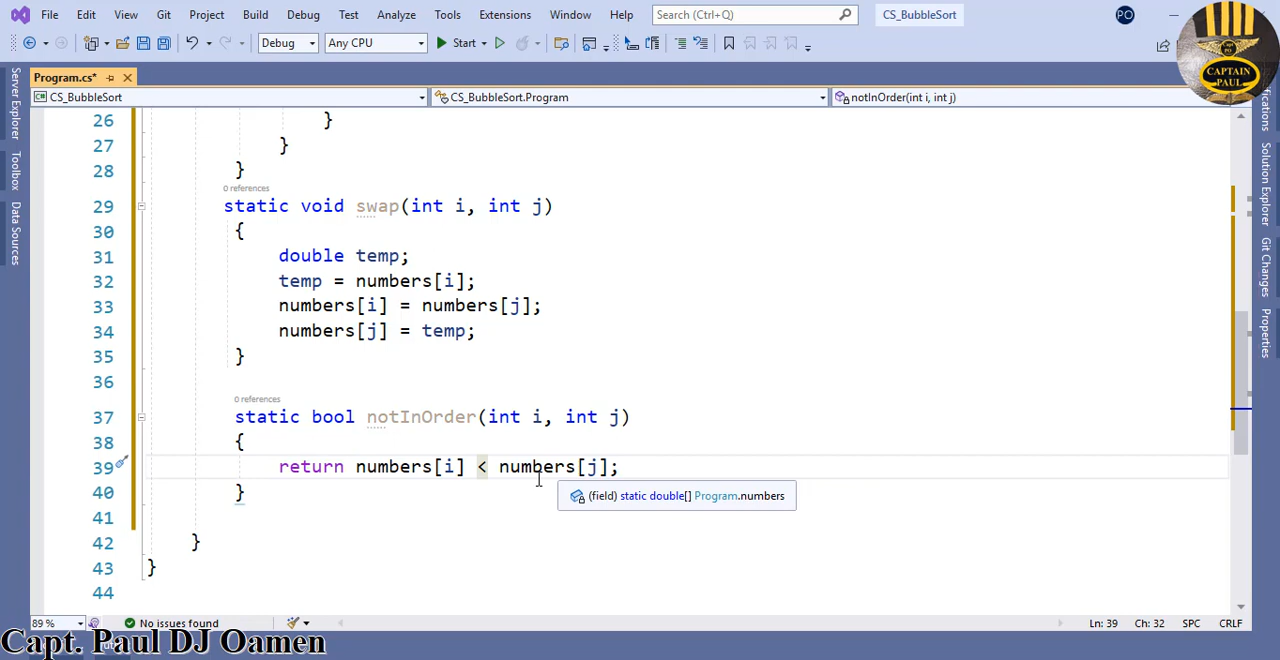 File Edit View Git Project Build Debug Test Analyze Tools Extensions Window Help Search (Ctrl+Q) CS_BubbleSort PO
Debug Any CPU Start
Program.cs*
CS_BubbleSort CS_BubbleSort.Program notInOrder(int i, int j)
Server Explorer
Toolbox
Data Sources
26 }
27 }
28 }
0 references
29 static void swap(int i, int j)
30 {
31 double temp;
32 temp = numbers[i];
33 numbers[i] = numbers[j];
34 numbers[j] = temp;
35 }
36
0 references
37 static bool notInOrder(int i, int j)
38 {
39 return numbers[i] < numbers[j];
(field) static double[] Program.numbers
40 }
41
42 }
43 }
44
Solution Explorer
Git Changes
Properties
CAPTAIN
PAUL
89 % No issues found Ln: 39 Ch: 32 SPC CRLF
Capt. Paul DJ Oamen